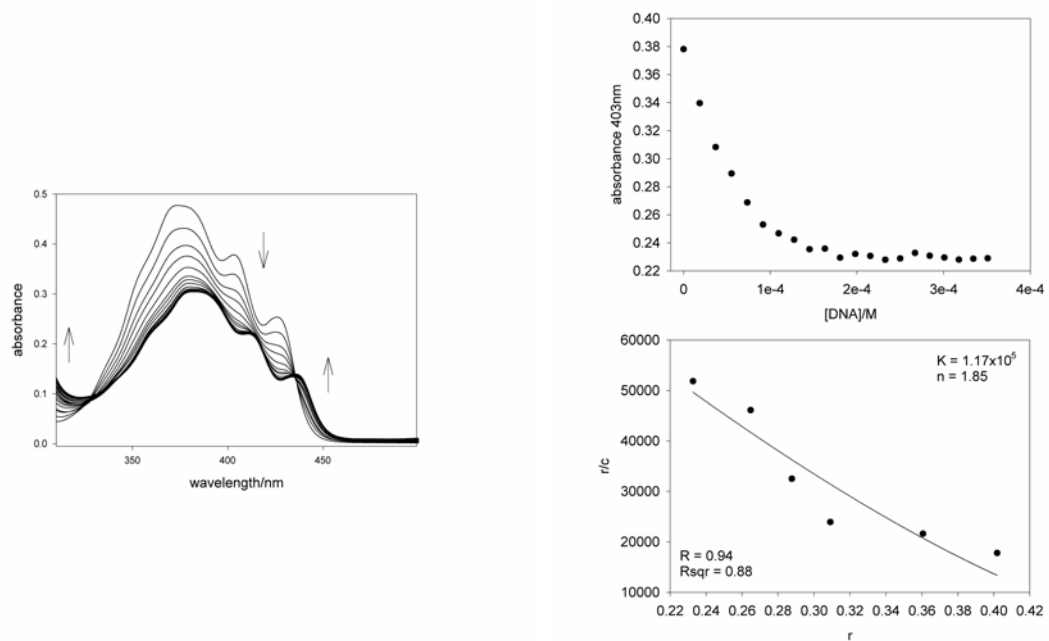 0.5
0.4
0.3
0.2
0.1
0.0
absorbance
350
400
450
wavelength/nm
0.40
0.38
0.36
0.34
0.32
0.30
0.28
0.26
0.24
0.22
absorbance 403nm
0
1e-4
2e-4
3e-4
4e-4
[DNA]/M
60000
50000
40000
30000
20000
10000
r/c
K = 1.17x10⁵
n = 1.85
R = 0.94
Rsqr = 0.88
0.22 0.24 0.26 0.28 0.30 0.32 0.34 0.36 0.38 0.40 0.42
r